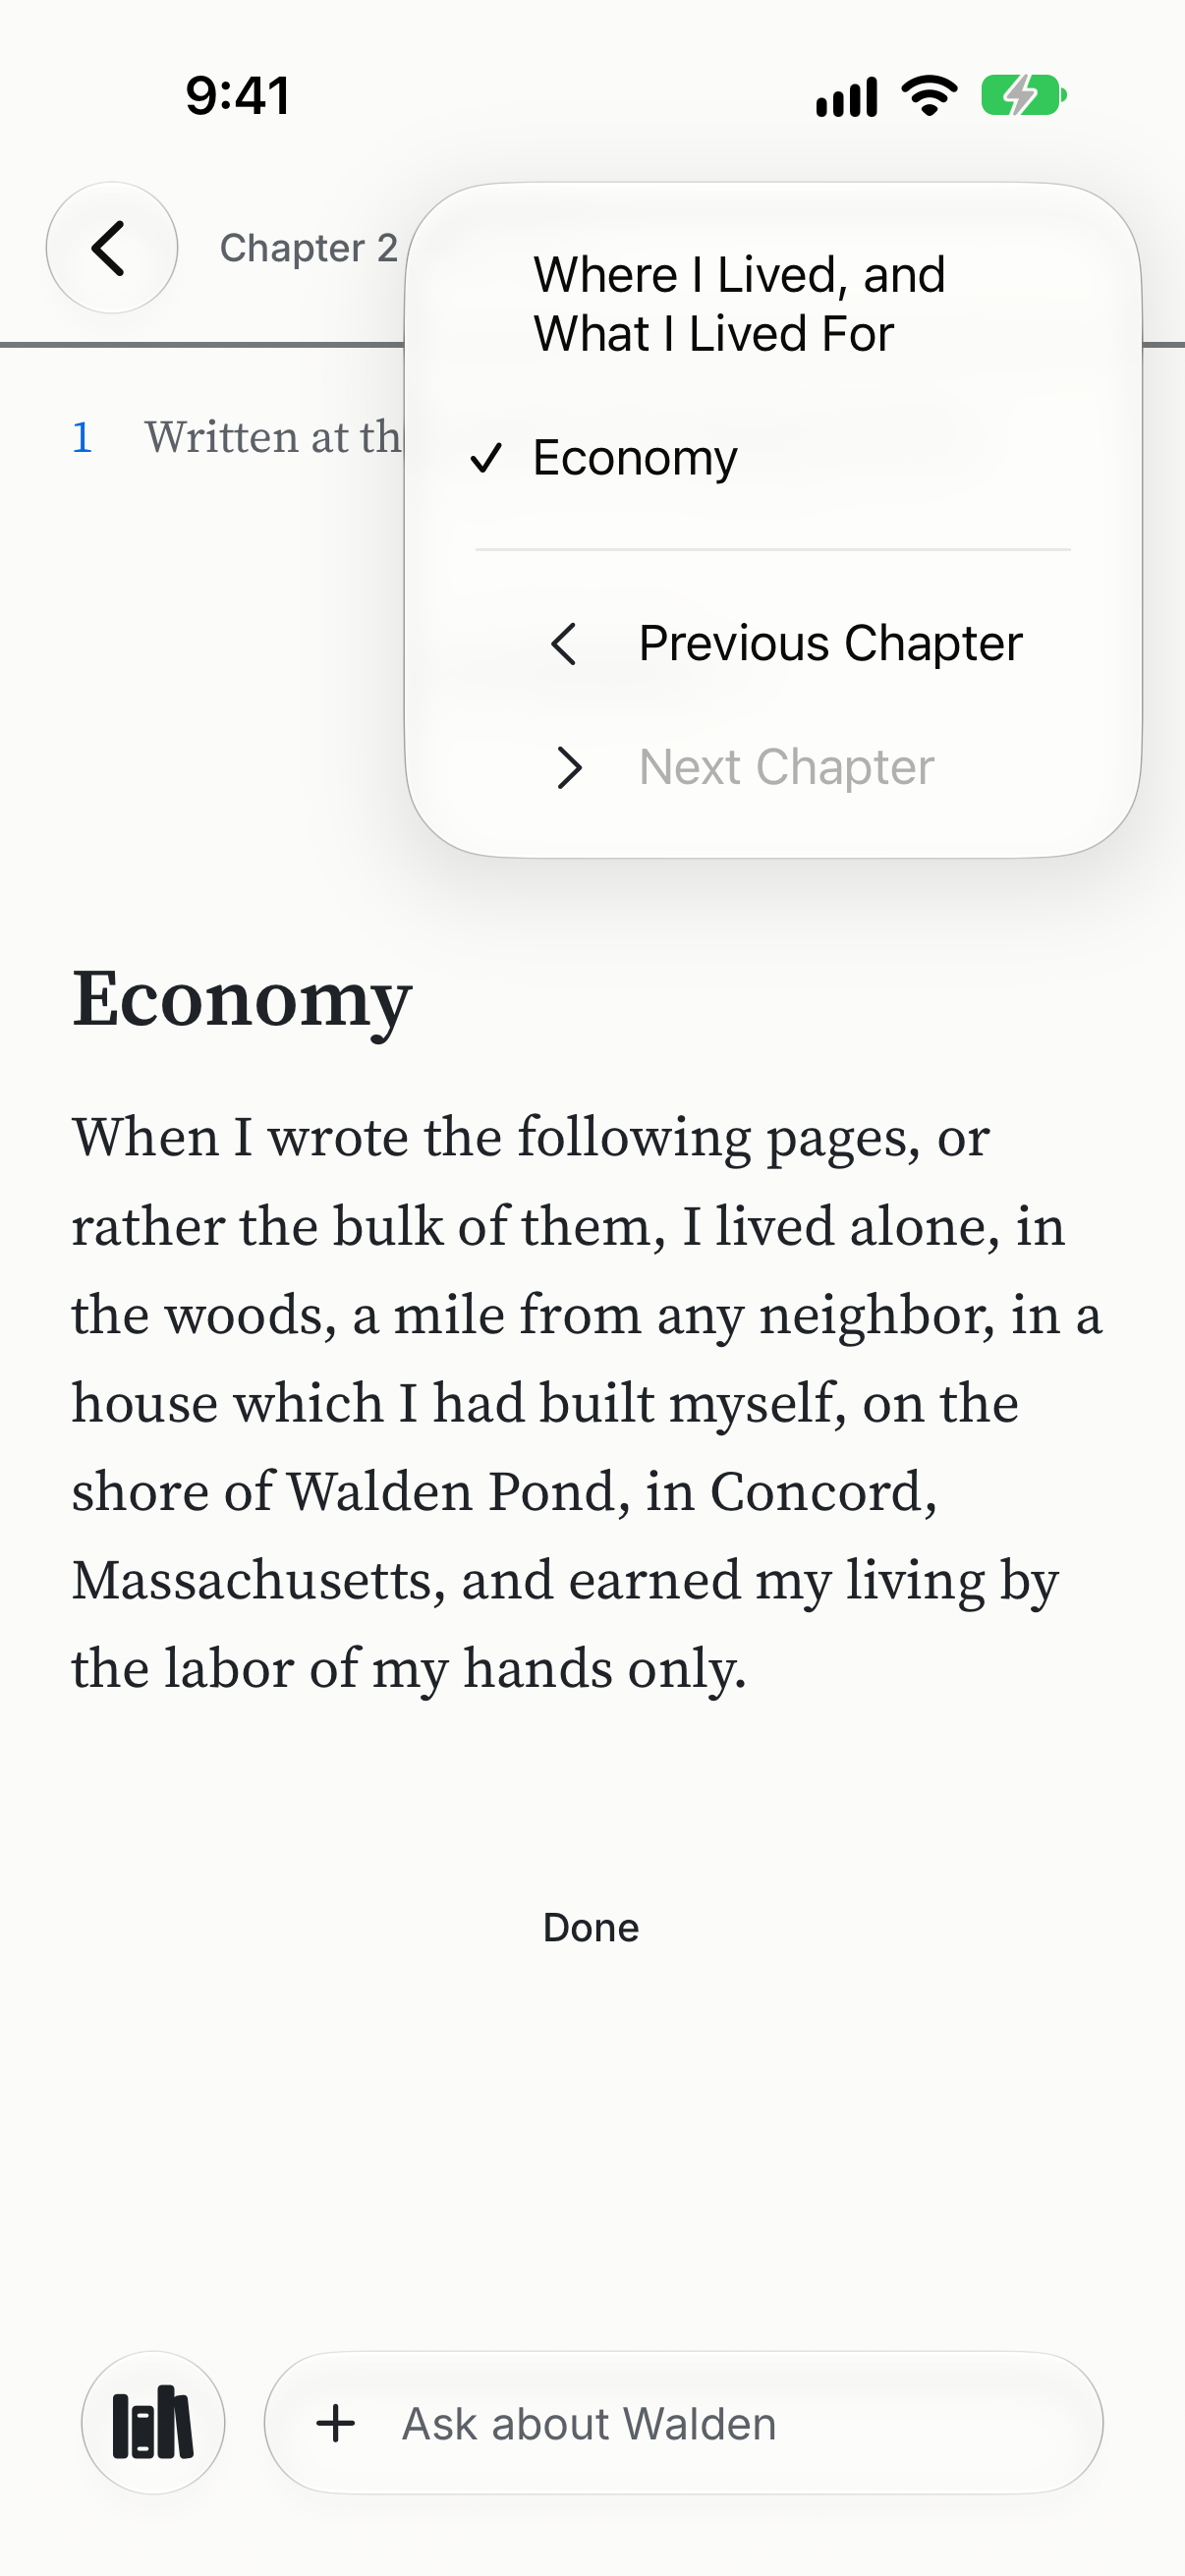 9:41
Chapter 2
Where I Lived, and
What I Lived For
Economy
Previous Chapter
Next Chapter
1 Written at th
Economy
When I wrote the following pages, or
rather the bulk of them, I lived alone, in
the woods, a mile from any neighbor, in a
house which I had built myself, on the
shore of Walden Pond, in Concord,
Massachusetts, and earned my living by
the labor of my hands only.
Done
Ask about Walden